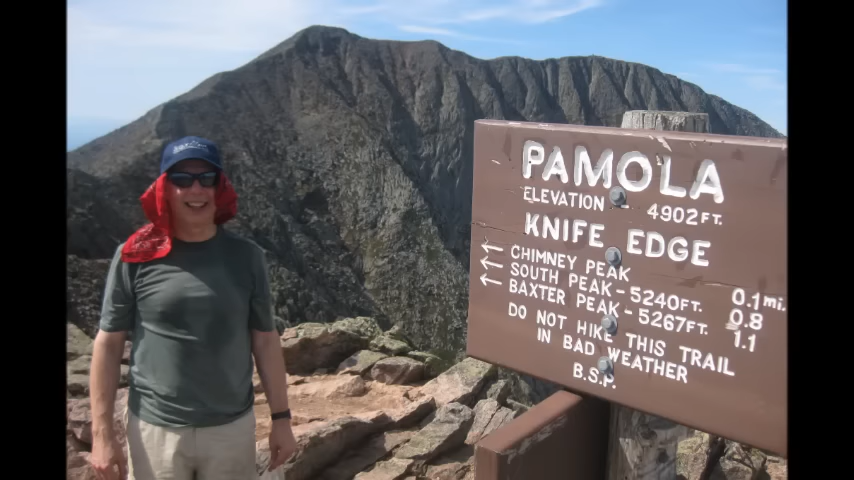 PAMOLA
ELEVATION - 4902 FT.
KNIFE EDGE
← CHIMNEY PEAK 0.1 mi.
← SOUTH PEAK - 5240 FT. 0.8
← BAXTER PEAK - 5267 FT. 1.1
DO NOT HIKE THIS TRAIL
IN BAD WEATHER
B.S.P.